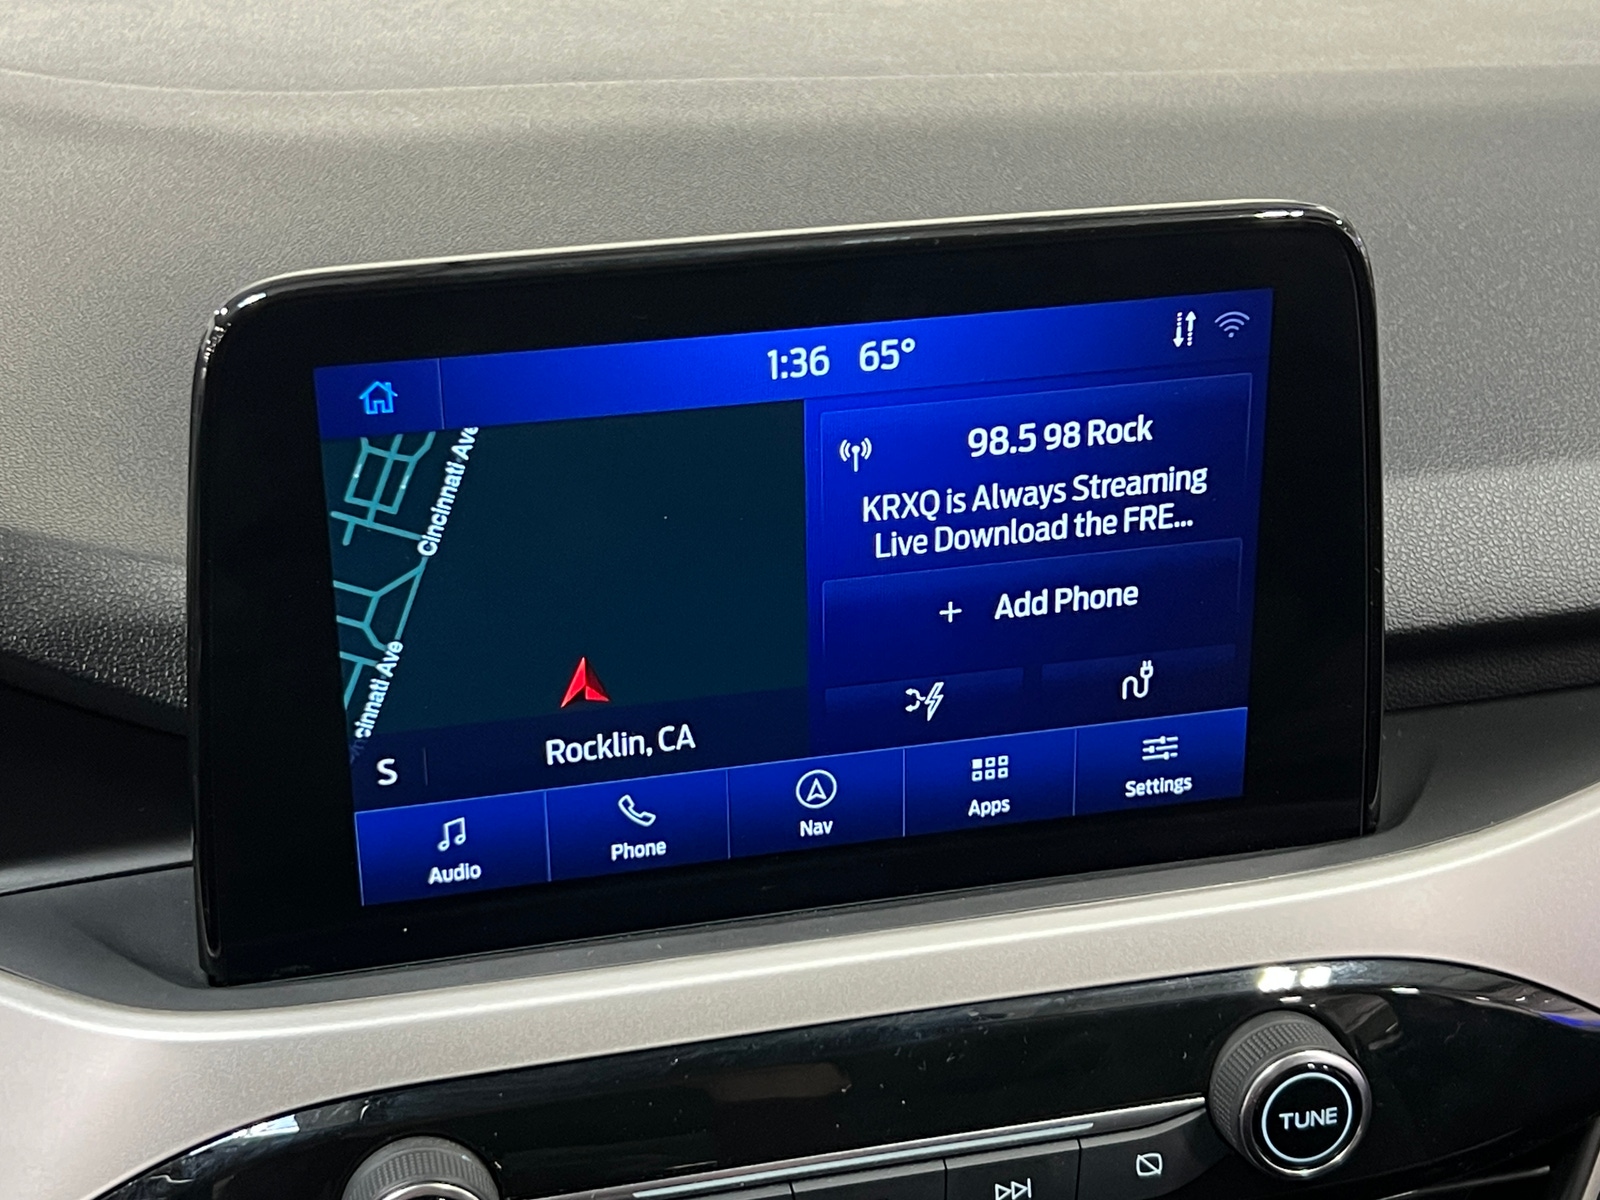 1:36 65°
Cincinnati Ave
98.5 98 Rock
KRXQ is Always Streaming
Live Download the FRE...
+ Add Phone
cinnati Ave
S
Rocklin, CA
Audio
Phone
Nav
Apps
Settings
TUNE